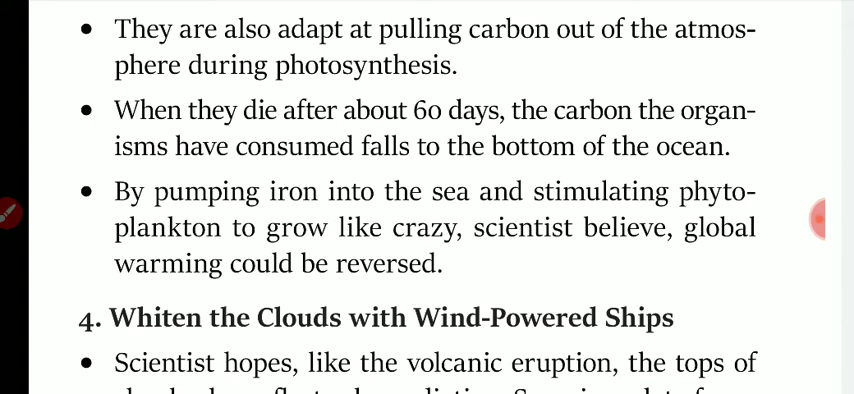 • They are also adapt at pulling carbon out of the atmos-
phere during photosynthesis.
• When they die after about 60 days, the carbon the organ-
isms have consumed falls to the bottom of the ocean.
• By pumping iron into the sea and stimulating phyto-
plankton to grow like crazy, scientist believe, global
warming could be reversed.
4. Whiten the Clouds with Wind-Powered Ships
• Scientist hopes, like the volcanic eruption, the tops of